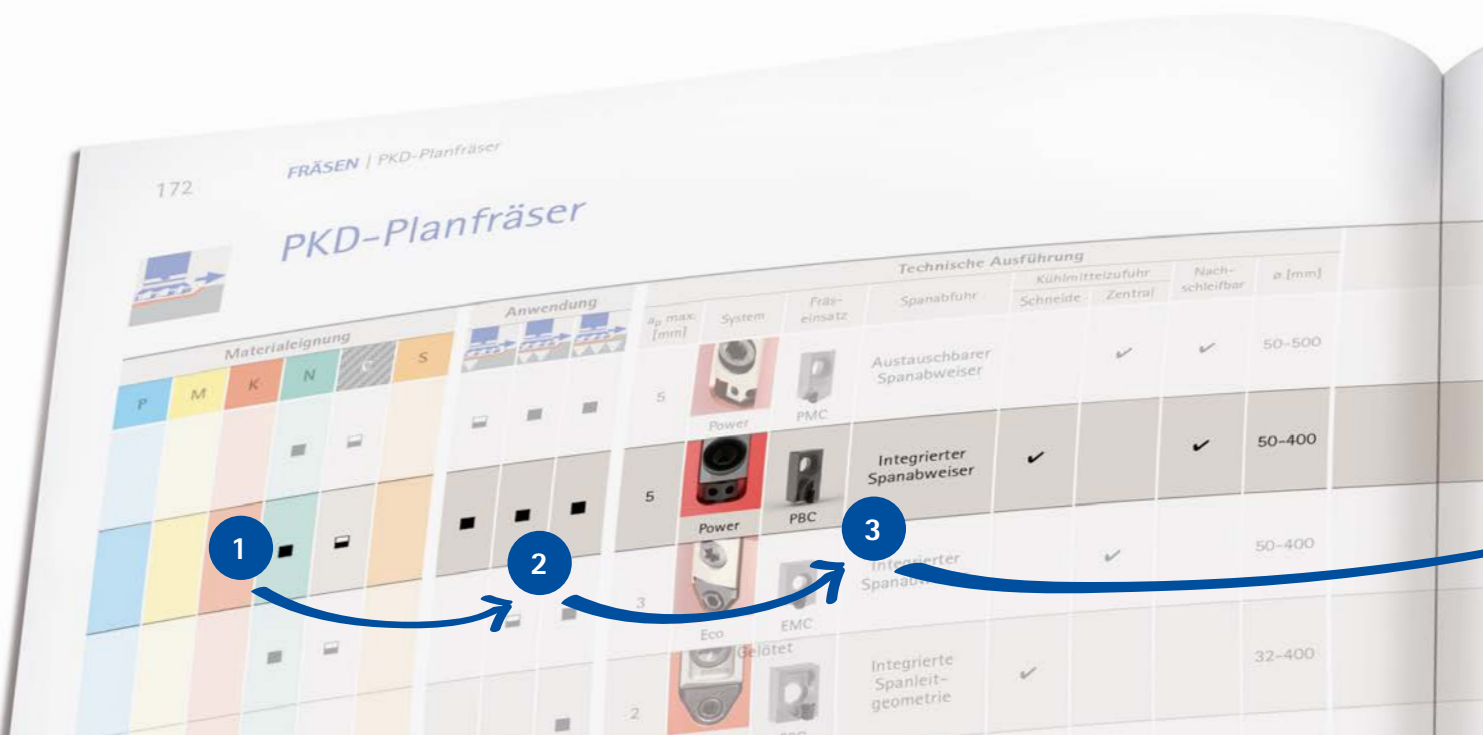 172
FRÄSEN | PKD-Planfräser
PKD-Planfräser
Materialeignung
Anwendung
Technische Ausführung
P M K N C S
ap max. [mm]
System
Fräs-
einsatz
Spanabfuhr
Kühlmittelzufuhr
Schneide Zentral
Nach-
schleifbar
ø [mm]
5
Power
PMC
Austauschbarer
Spanabweiser
✔ ✔
50–500
5
Power
PBC
Integrierter
Spanabweiser
✔ ✔
50–400
1
2
3
3
Eco
EMC
Integrierter
✔
50–400
Gelötet
2
Integrierte
Spanleit-
geometrie
✔
32–400